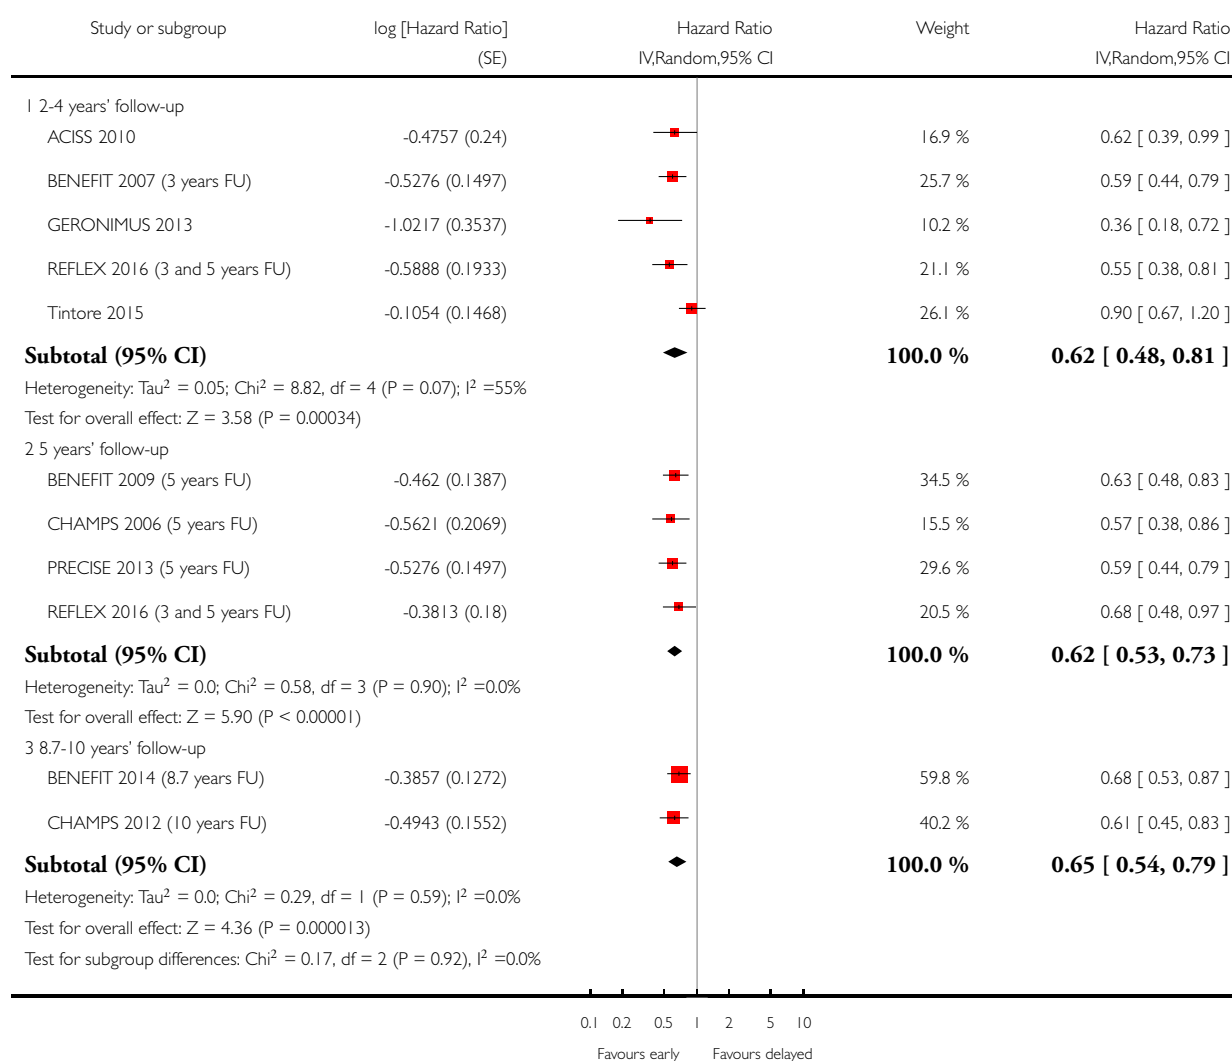 Study or subgroup log [Hazard Ratio] Hazard Ratio Weight Hazard Ratio
(SE) IV,Random,95% CI IV,Random,95% CI
1 2-4 years’ follow-up
ACISS 2010 -0.4757 (0.24) 16.9 % 0.62 [ 0.39, 0.99 ]
BENEFIT 2007 (3 years FU) -0.5276 (0.1497) 25.7 % 0.59 [ 0.44, 0.79 ]
GERONIMUS 2013 -1.0217 (0.3537) 10.2 % 0.36 [ 0.18, 0.72 ]
REFLEX 2016 (3 and 5 years FU) -0.5888 (0.1933) 21.1 % 0.55 [ 0.38, 0.81 ]
Tintore 2015 -0.1054 (0.1468) 26.1 % 0.90 [ 0.67, 1.20 ]
Subtotal (95% CI) 100.0 % 0.62 [ 0.48, 0.81 ]
Heterogeneity: Tau² = 0.05; Chi² = 8.82, df = 4 (P = 0.07); I² =55%
Test for overall effect: Z = 3.58 (P = 0.00034)
2 5 years’ follow-up
BENEFIT 2009 (5 years FU) -0.462 (0.1387) 34.5 % 0.63 [ 0.48, 0.83 ]
CHAMPS 2006 (5 years FU) -0.5621 (0.2069) 15.5 % 0.57 [ 0.38, 0.86 ]
PRECISE 2013 (5 years FU) -0.5276 (0.1497) 29.6 % 0.59 [ 0.44, 0.79 ]
REFLEX 2016 (3 and 5 years FU) -0.3813 (0.18) 20.5 % 0.68 [ 0.48, 0.97 ]
Subtotal (95% CI) 100.0 % 0.62 [ 0.53, 0.73 ]
Heterogeneity: Tau² = 0.0; Chi² = 0.58, df = 3 (P = 0.90); I² =0.0%
Test for overall effect: Z = 5.90 (P < 0.00001)
3 8.7-10 years’ follow-up
BENEFIT 2014 (8.7 years FU) -0.3857 (0.1272) 59.8 % 0.68 [ 0.53, 0.87 ]
CHAMPS 2012 (10 years FU) -0.4943 (0.1552) 40.2 % 0.61 [ 0.45, 0.83 ]
Subtotal (95% CI) 100.0 % 0.65 [ 0.54, 0.79 ]
Heterogeneity: Tau² = 0.0; Chi² = 0.29, df = 1 (P = 0.59); I² =0.0%
Test for overall effect: Z = 4.36 (P = 0.000013)
Test for subgroup differences: Chi² = 0.17, df = 2 (P = 0.92), I² =0.0%
0.1 0.2 0.5 1 2 5 10
Favours early Favours delayed